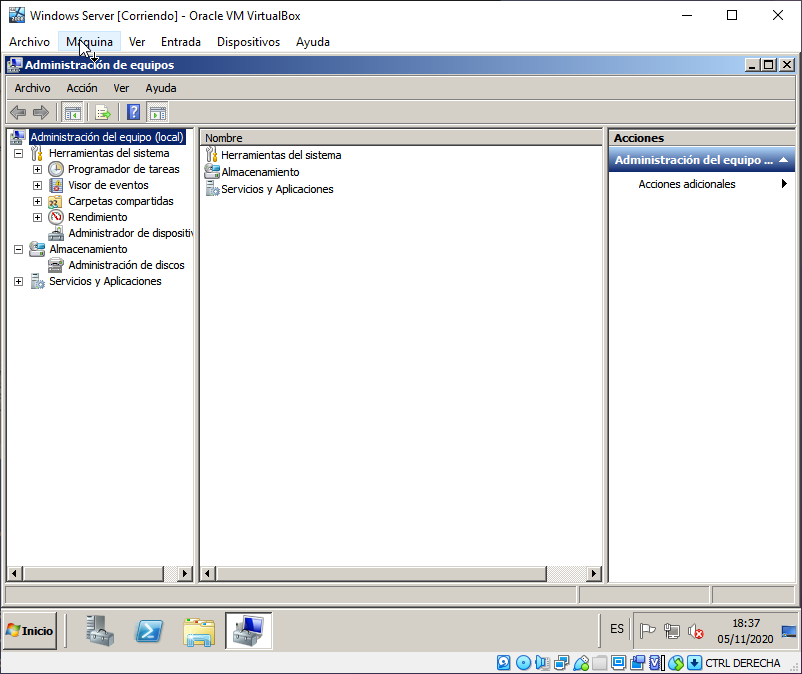 Windows Server [Corriendo] - Oracle VM VirtualBox
Archivo Máquina Ver Entrada Dispositivos Ayuda
Administración de equipos
Archivo Acción Ver Ayuda
Administración del equipo (local)
Herramientas del sistema
Programador de tareas
Visor de eventos
Carpetas compartidas
Rendimiento
Administrador de dispositiv
Almacenamiento
Administración de discos
Servicios y Aplicaciones
Nombre
Herramientas del sistema
Almacenamiento
Servicios y Aplicaciones
Acciones
Administración del equipo ...
Acciones adicionales
Inicio
ES
18:37
05/11/2020
CTRL DERECHA